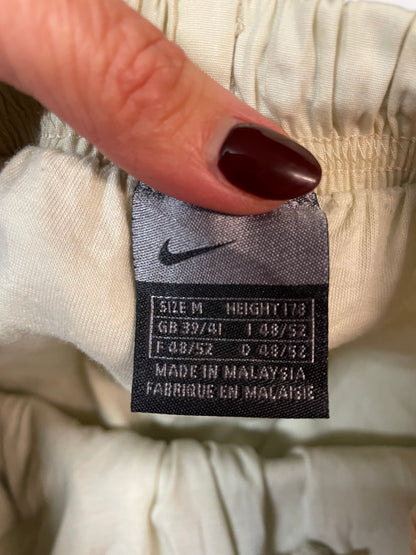 SIZE M HEIGHT 178
GB 39/41 I 48/52
F 48/52 D 48/52
MADE IN MALAYSIA
FABRIQUE EN MALAISIE